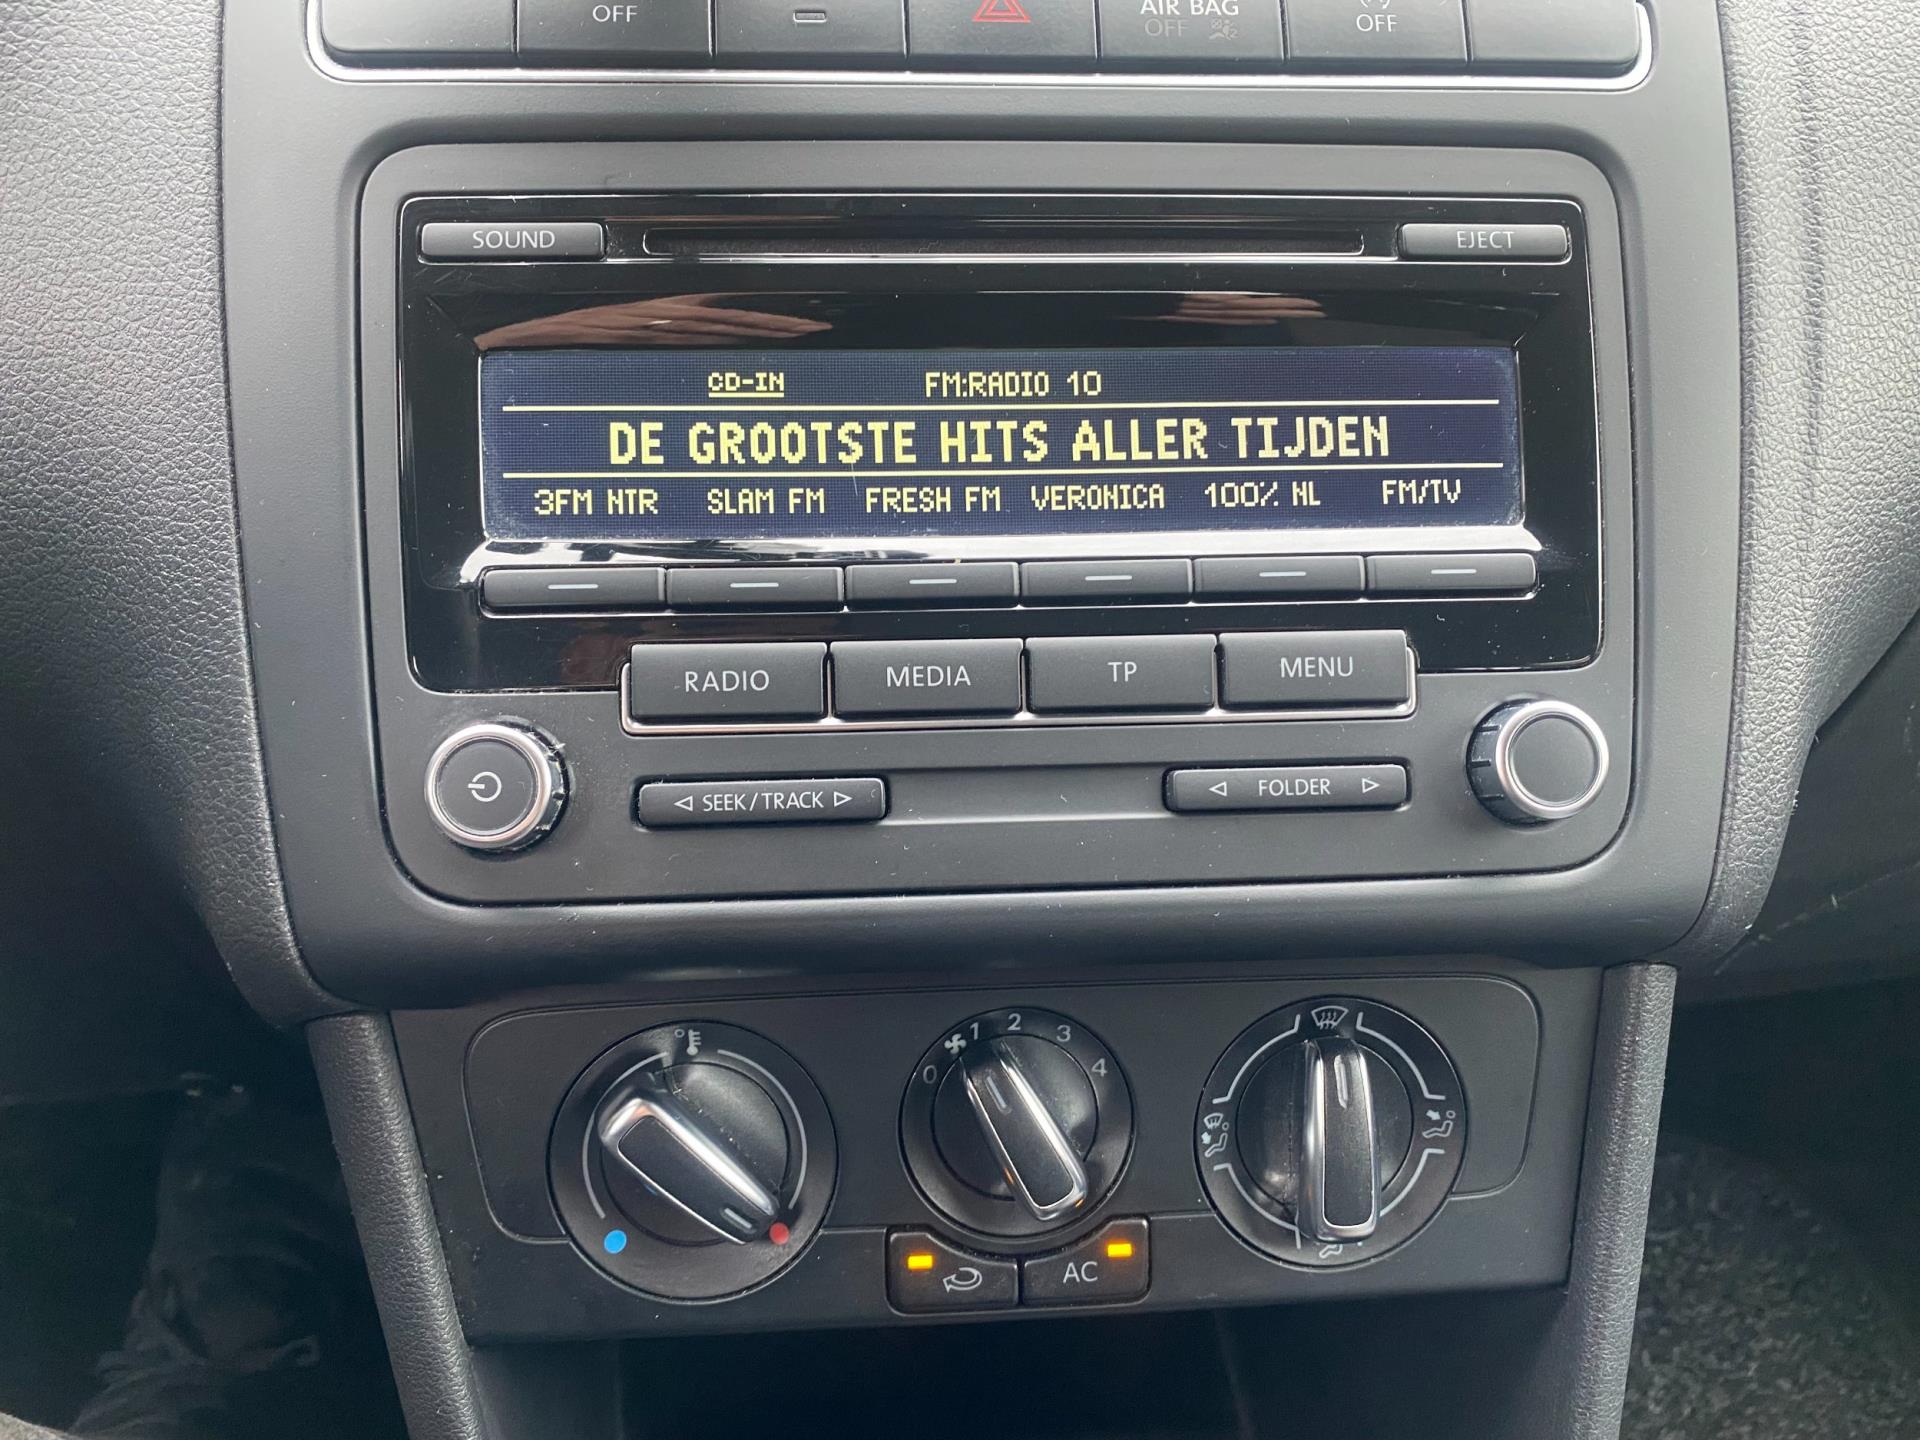 OFF AIR BAG OFF
OFF
SOUND EJECT
CD-IN FM:RADIO 10
DE GROOTSTE HITS ALLER TIJDEN
3FM NTR SLAM FM FRESH FM VERONICA 100% NL FM/TV
RADIO MEDIA TP MENU
SEEK/TRACK FOLDER
0 1 2 3 4
AC